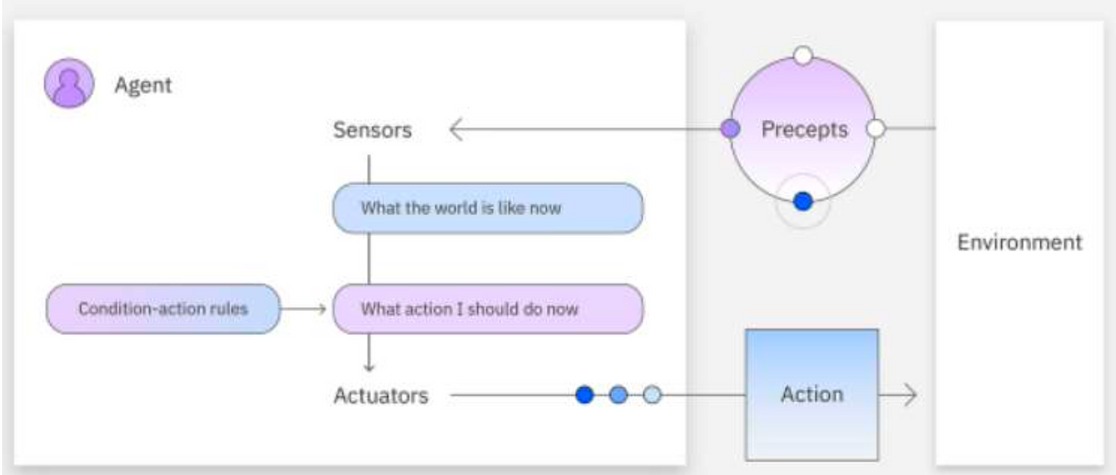 Agent
Sensors
Precepts
What the world is like now
Environment
Condition-action rules
What action I should do now
Actuators
Action